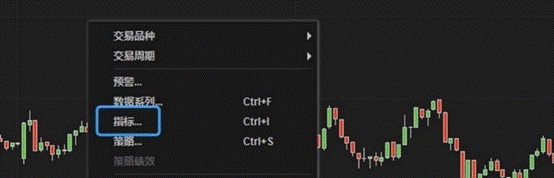 交易品种
交易周期
预警...
数据系列... Ctrl+F
指标... Ctrl+I
策略... Ctrl+S
策略绩效